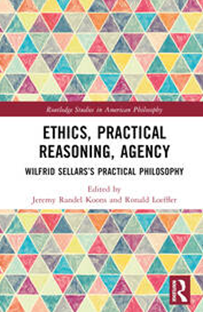 Routledge Studies in American Philosophy
ETHICS, PRACTICAL
REASONING, AGENCY
WILFRID SELLARS'S PRACTICAL PHILOSOPHY
Edited by
Jeremy Randel Koons and Ronald Loeffler
R
Routledge